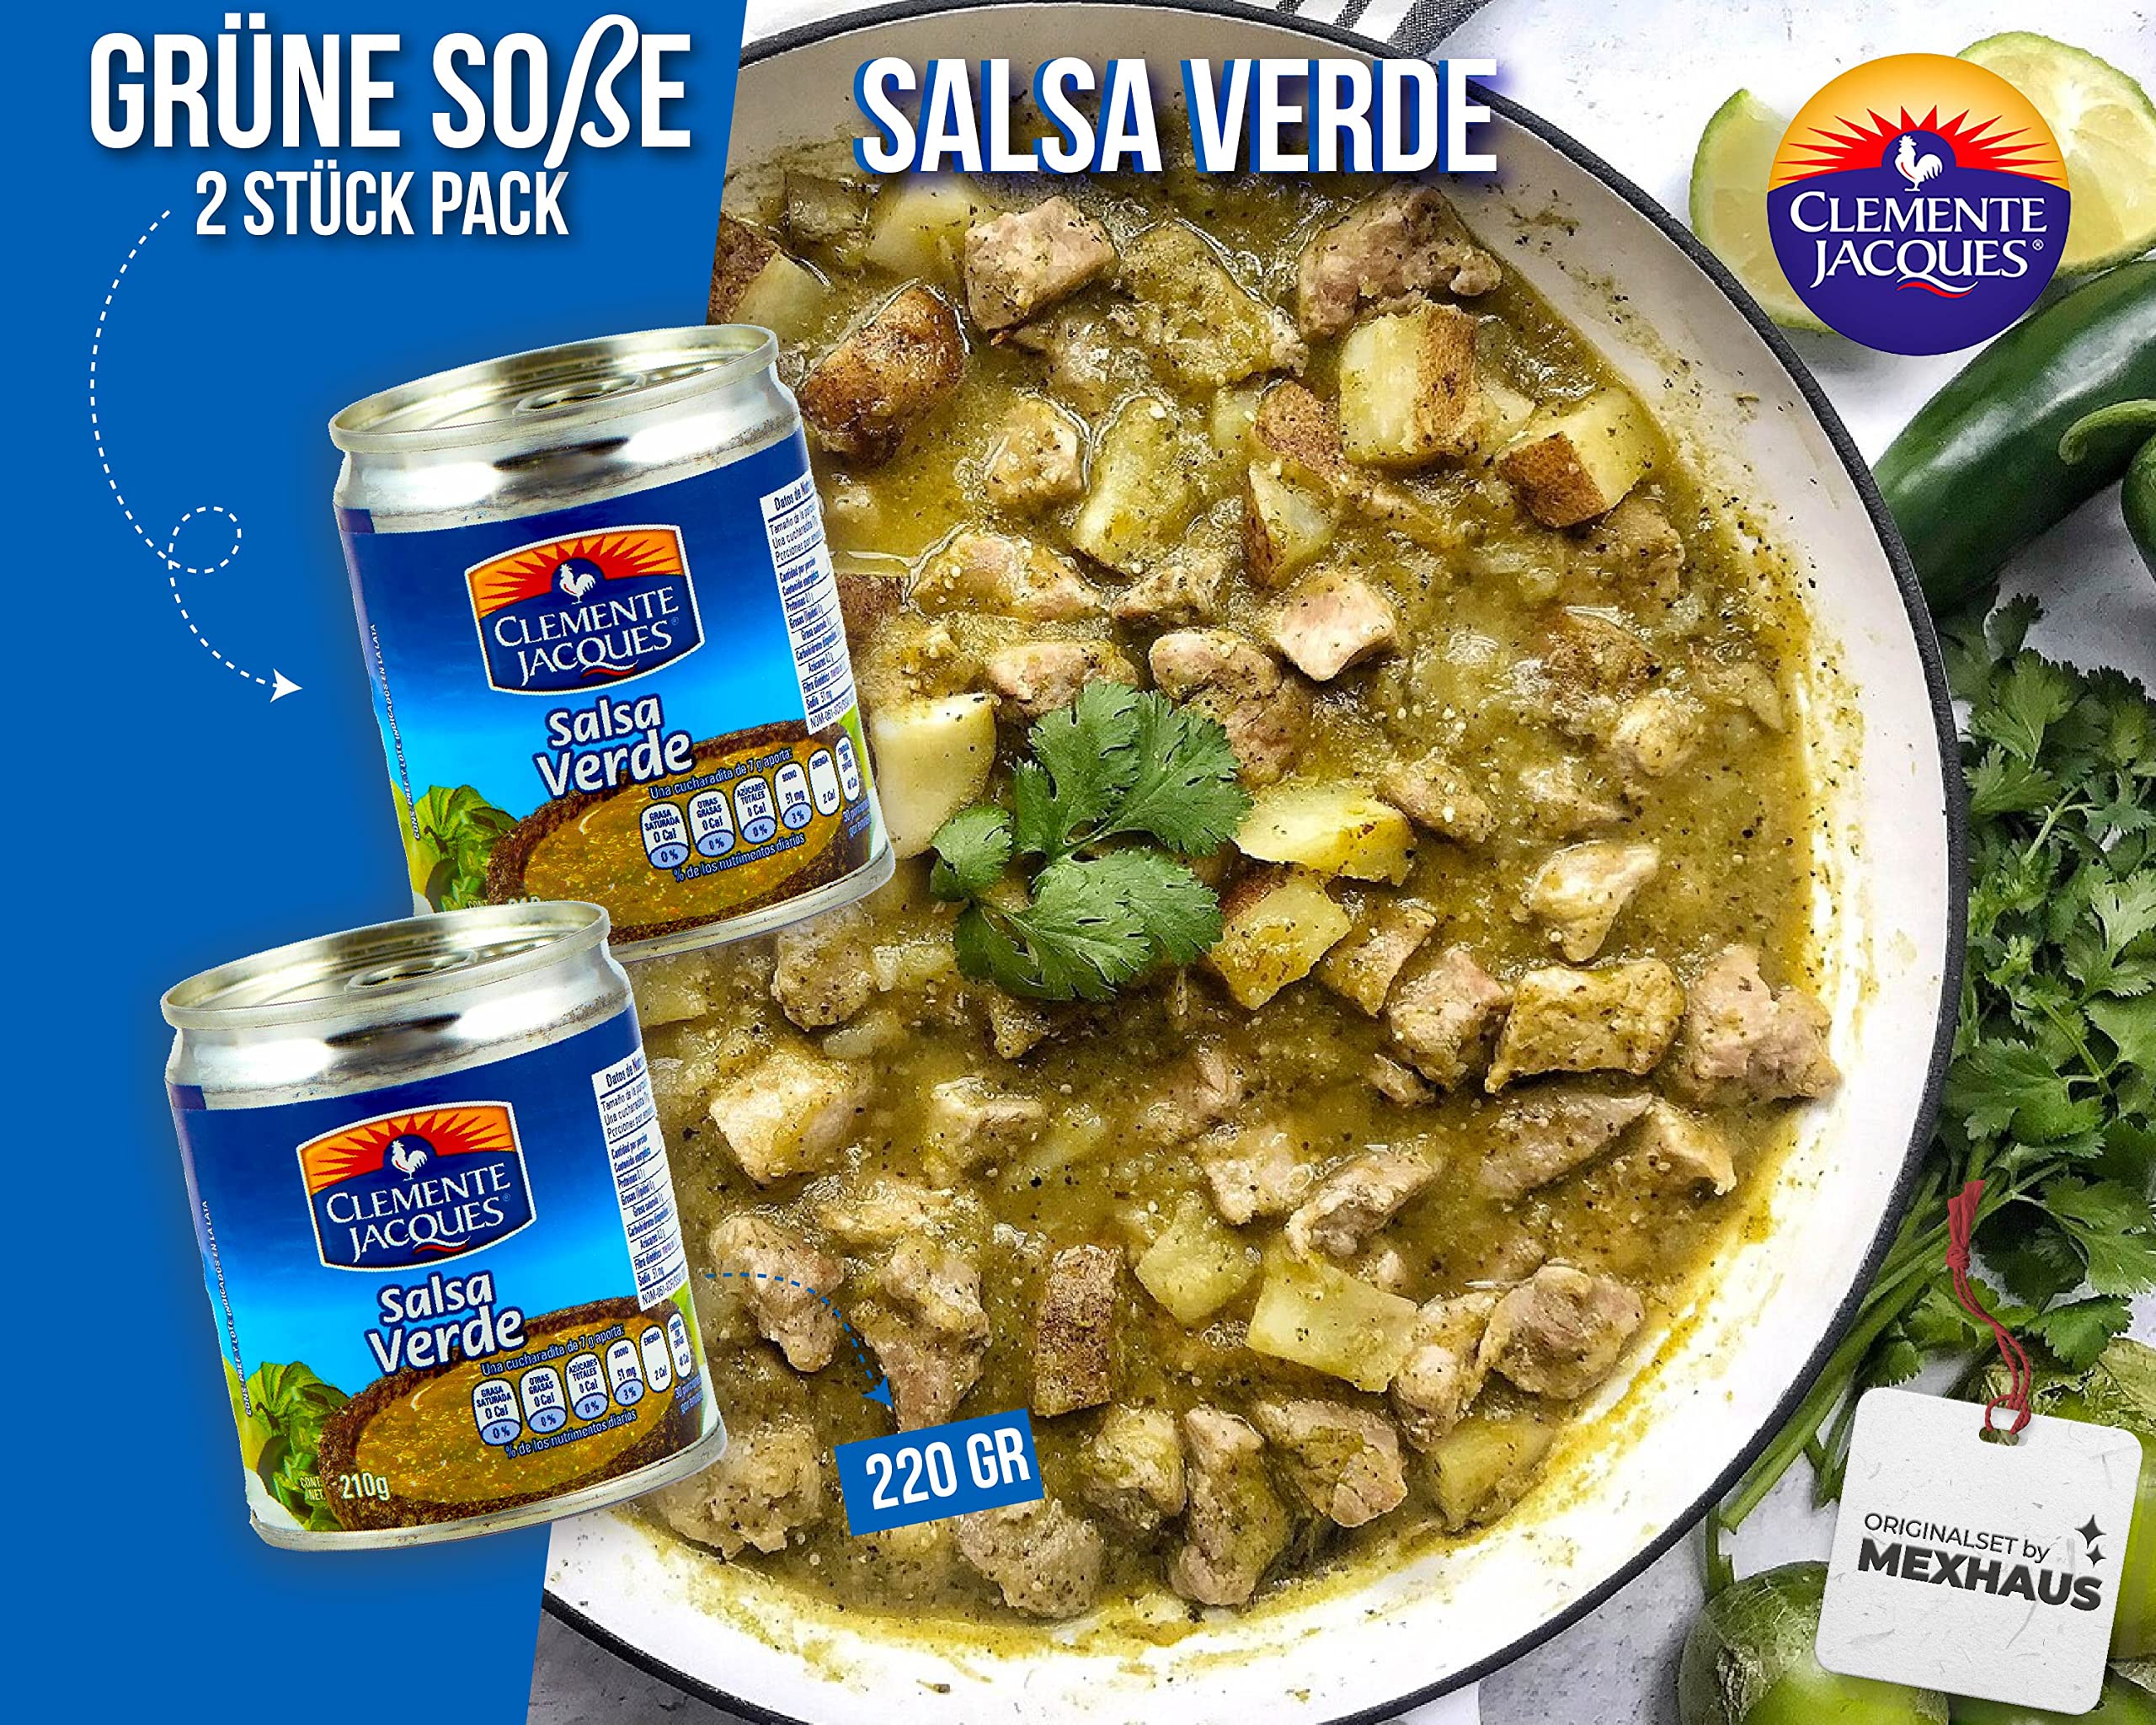 GRÜNE SOßE
2 STÜCK PACK
SALSA VERDE
CLEMENTE
JACQUES®
CLEMENTE
JACQUES®
Salsa
Verde
Una cucharadita de 7 g aporta:
GRASA SATURADA 0 Cal 0%
OTRAS GRASAS 0 Cal 0%
AZÚCARES TOTALES 0 Cal 0%
SODIO 51 mg 3%
ENERGÍA 2 Cal
% de los nutrimentos diarios
CLEMENTE
JACQUES®
Salsa
Verde
Una cucharadita de 7 g aporta:
GRASA SATURADA 0 Cal 0%
OTRAS GRASAS 0 Cal 0%
AZÚCARES TOTALES 0 Cal 0%
SODIO 51 mg 3%
ENERGÍA 2 Cal
% de los nutrimentos diarios
CONT. NET. 210g
220 GR
ORIGINALSET by
MEXHAUS